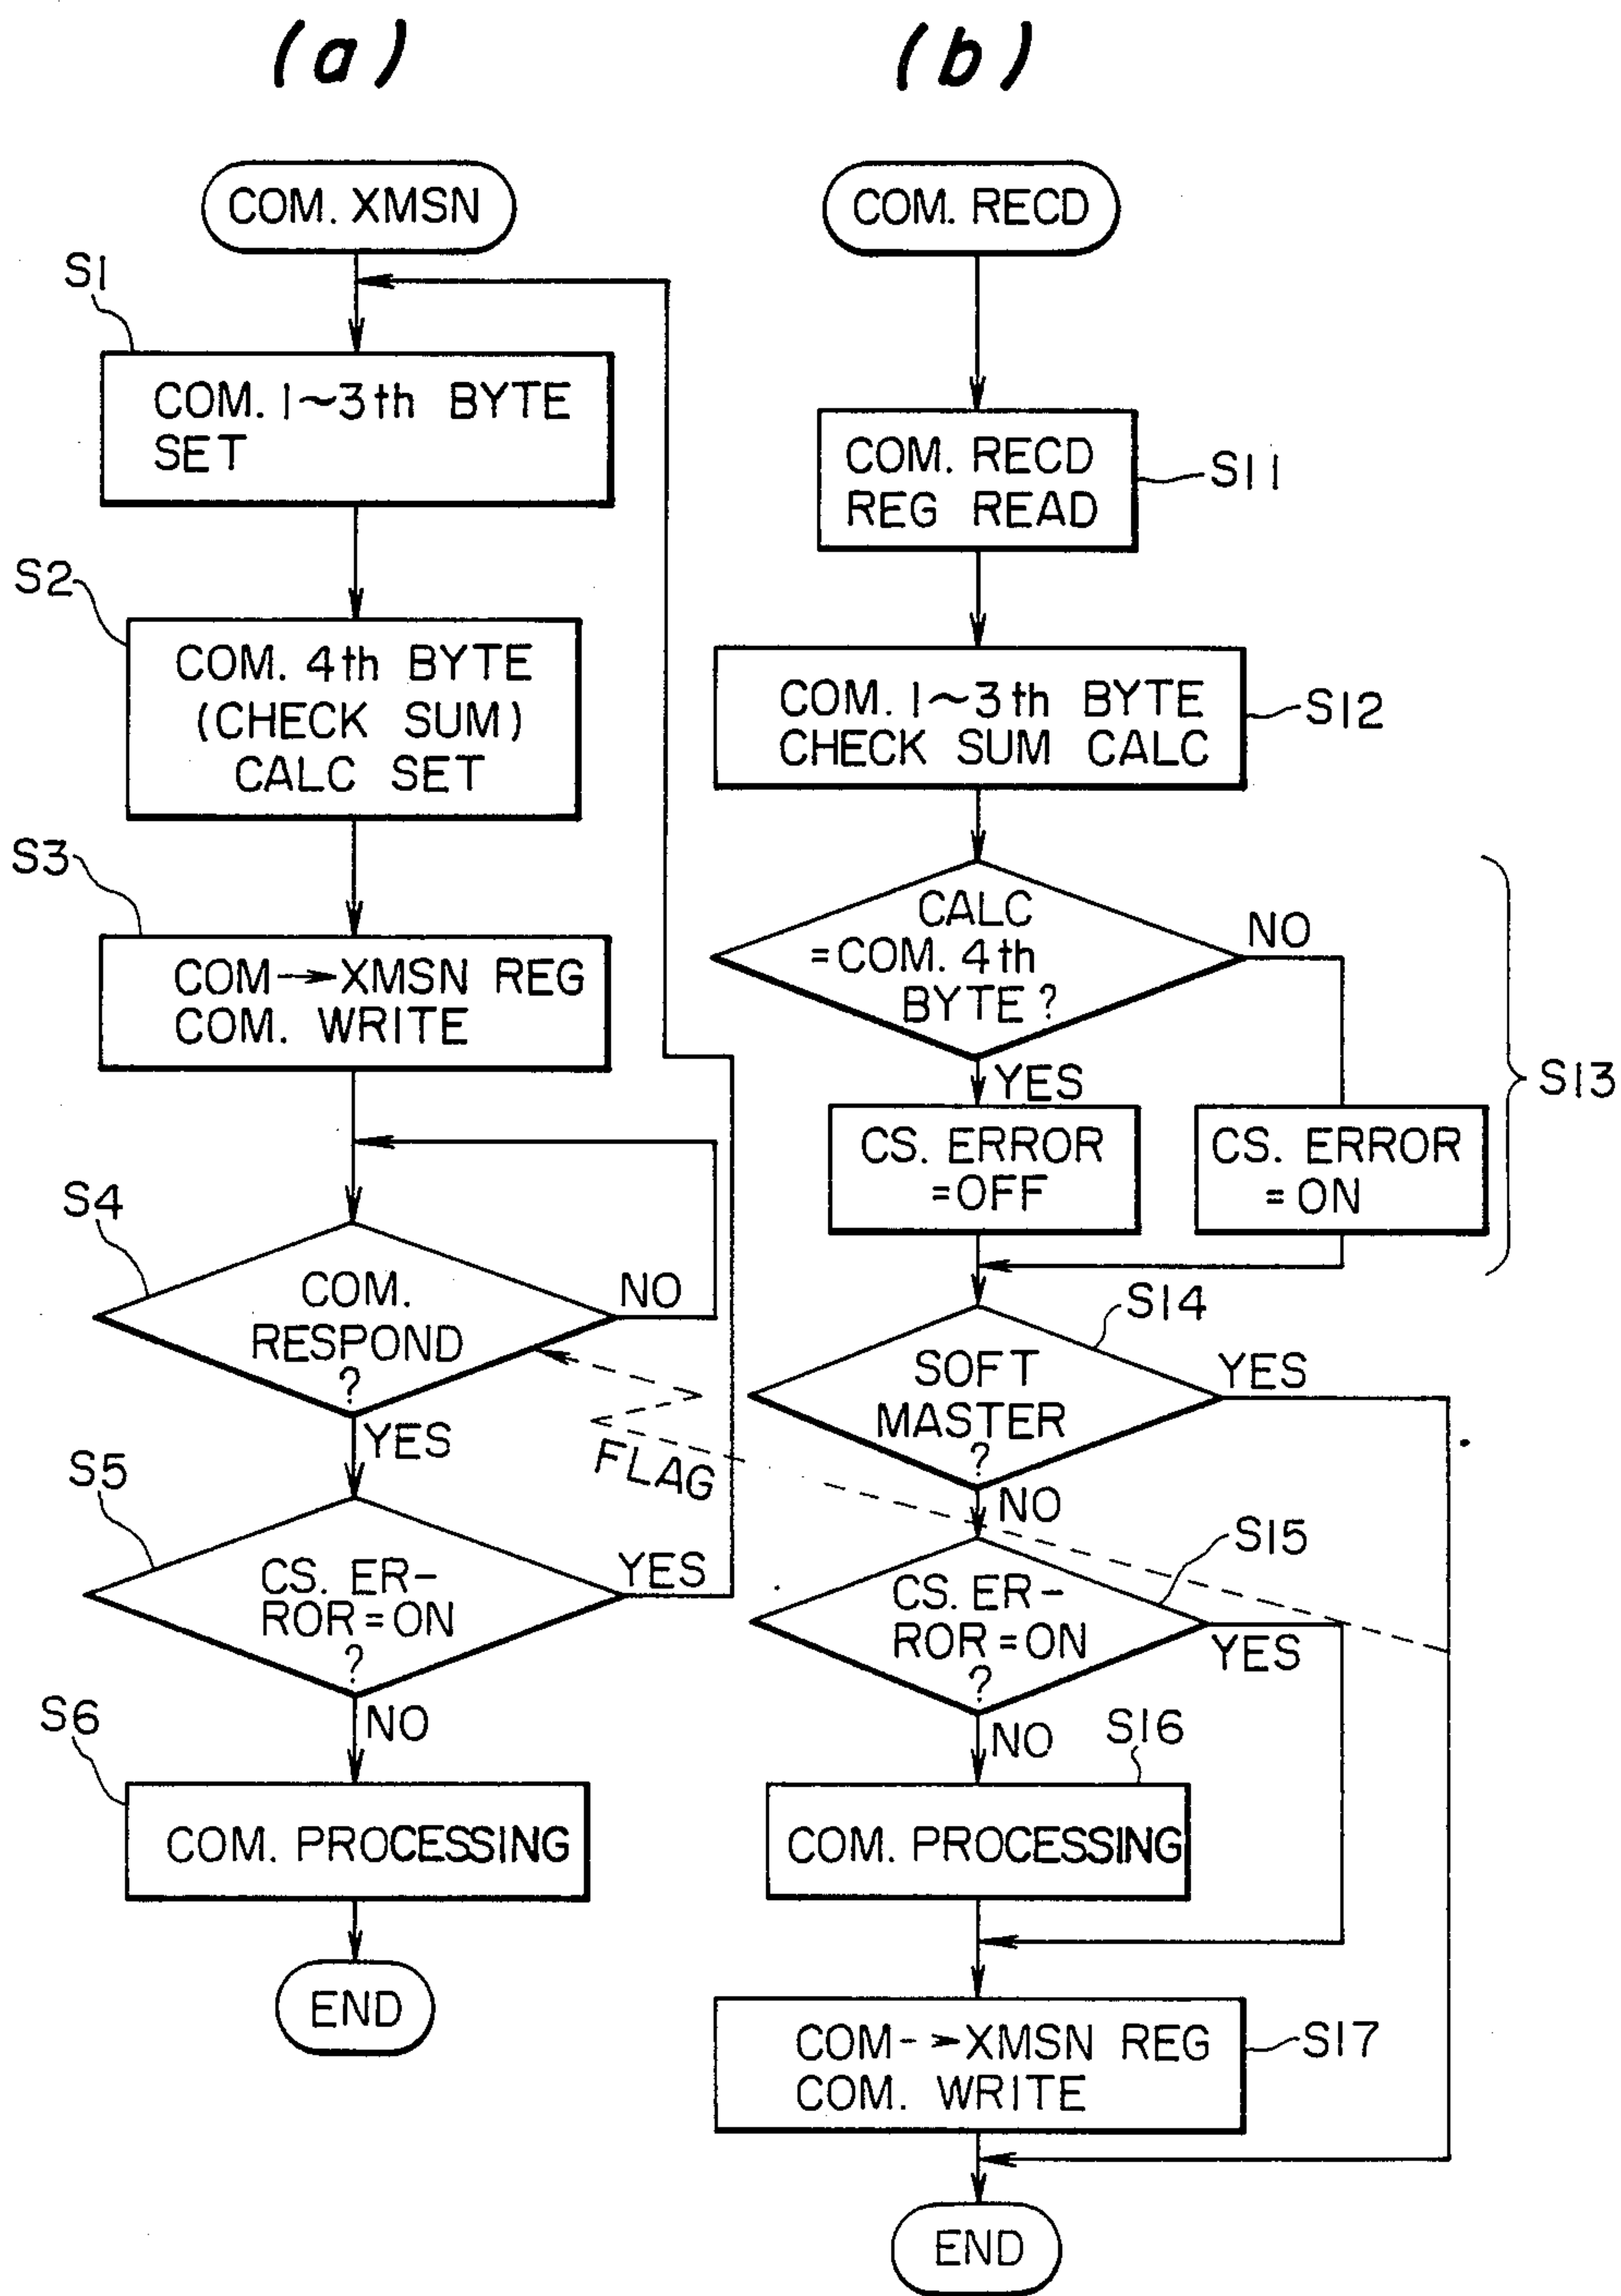 (a)
COM. XMSN
S1
COM. 1~3th BYTE
SET
S2
COM. 4th BYTE
(CHECK SUM)
CALC SET
S3
COM→XMSN REG
COM. WRITE
S4
COM.
RESPOND
?
NO
YES
FLAG
S5
CS. ER-
ROR=ON
?
YES
NO
S6
COM. PROCESSING
END
(b)
COM. RECD
COM. RECD
REG READ
S11
COM. 1~3th BYTE
CHECK SUM CALC
S12
CALC
=COM. 4th
BYTE?
NO
YES
CS. ERROR
=OFF
CS. ERROR
=ON
S13
S14
SOFT
MASTER
?
YES
NO
S15
CS. ER-
ROR=ON
?
YES
NO
S16
COM. PROCESSING
COM-->XMSN REG
COM. WRITE
S17
END